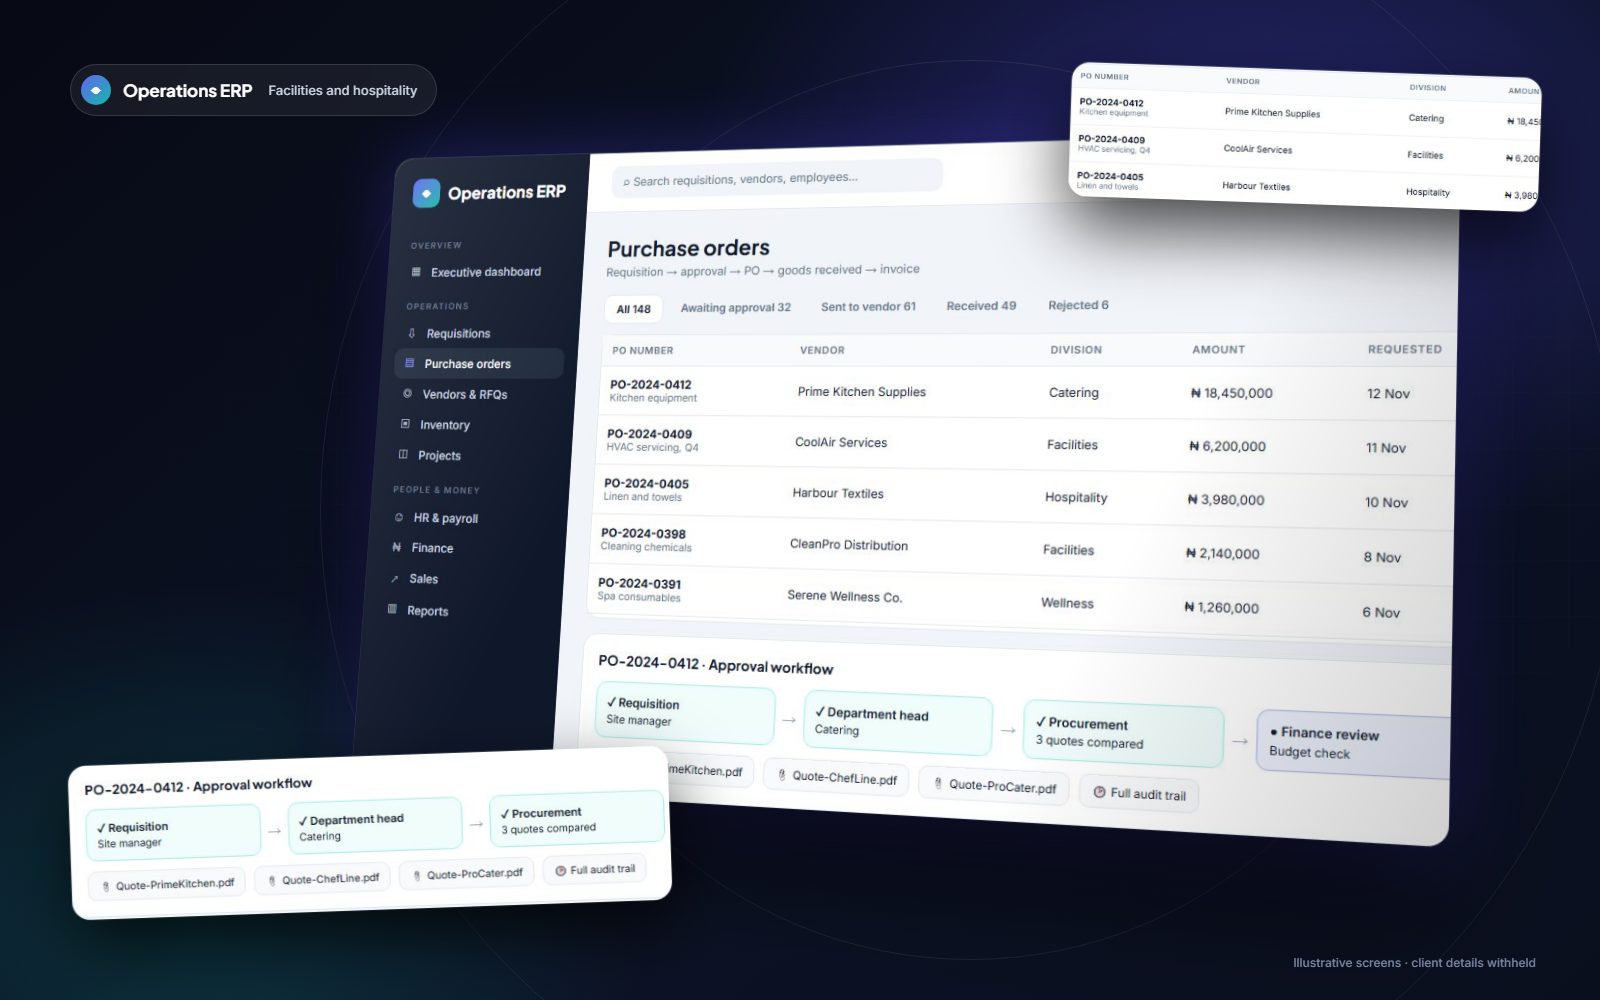 Operations ERP Facilities and hospitality
PO NUMBER VENDOR DIVISION AMOUN
PO-2024-0412 Prime Kitchen Supplies Catering ₦ 18,450
Kitchen equipment
PO-2024-0409 CoolAir Services Facilities ₦ 6,200
HVAC servicing, Q4
PO-2024-0405 Harbour Textiles Hospitality ₦ 3,980
Linen and towels
Operations ERP
Search requisitions, vendors, employees...
OVERVIEW
Executive dashboard
OPERATIONS
Requisitions
Purchase orders
Vendors & RFQs
Inventory
Projects
PEOPLE & MONEY
HR & payroll
₦ Finance
Sales
Reports
Purchase orders
Requisition → approval → PO → goods received → invoice
All 148 Awaiting approval 32 Sent to vendor 61 Received 49 Rejected 6
PO NUMBER VENDOR DIVISION AMOUNT REQUESTED
PO-2024-0412 Prime Kitchen Supplies Catering ₦ 18,450,000 12 Nov
Kitchen equipment
PO-2024-0409 CoolAir Services Facilities ₦ 6,200,000 11 Nov
HVAC servicing, Q4
PO-2024-0405 Harbour Textiles Hospitality ₦ 3,980,000 10 Nov
Linen and towels
PO-2024-0398 CleanPro Distribution Facilities ₦ 2,140,000 8 Nov
Cleaning chemicals
PO-2024-0391 Serene Wellness Co. Wellness ₦ 1,260,000 6 Nov
Spa consumables
PO-2024-0412 · Approval workflow
✓ Requisition → ✓ Department head → ✓ Procurement → • Finance review
Site manager Catering 3 quotes compared Budget check
imeKitchen.pdf Quote-ChefLine.pdf Quote-ProCater.pdf Full audit trail
PO-2024-0412 · Approval workflow
✓ Requisition → ✓ Department head → ✓ Procurement
Site manager Catering 3 quotes compared
Quote-PrimeKitchen.pdf Quote-ChefLine.pdf Quote-ProCater.pdf Full audit trail
Illustrative screens · client details withheld